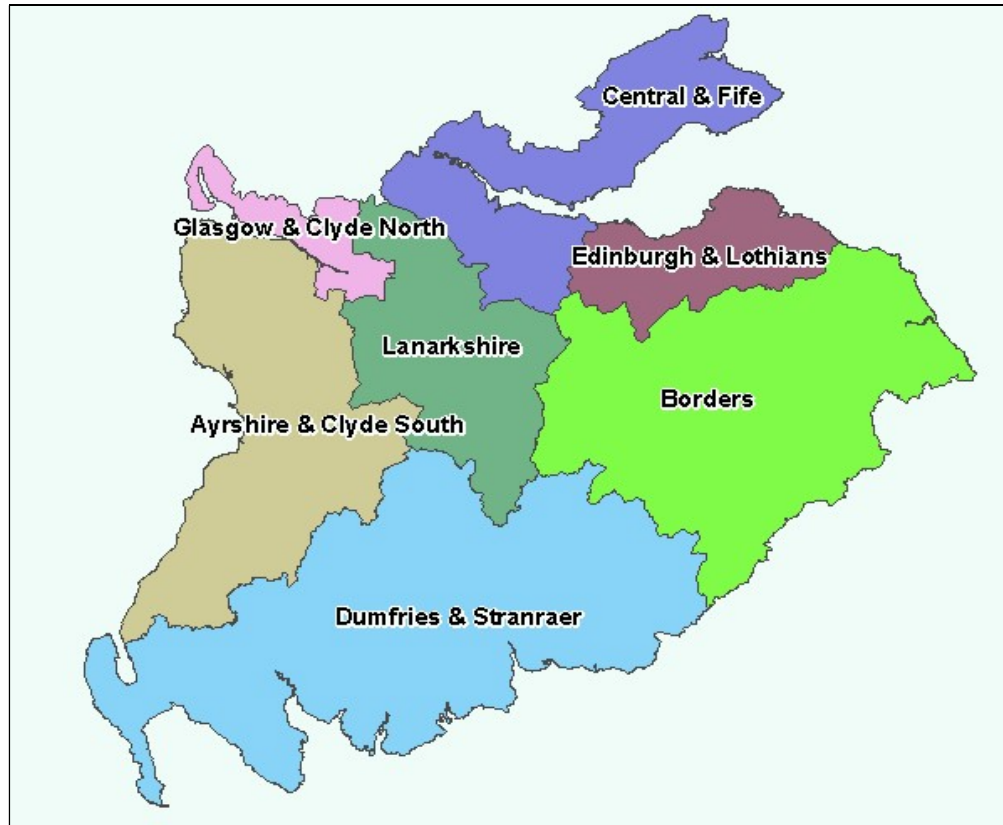 Central & Fife
Glasgow & Clyde North
Edinburgh & Lothians
Lanarkshire
Borders
Ayrshire & Clyde South
Dumfries & Stranraer